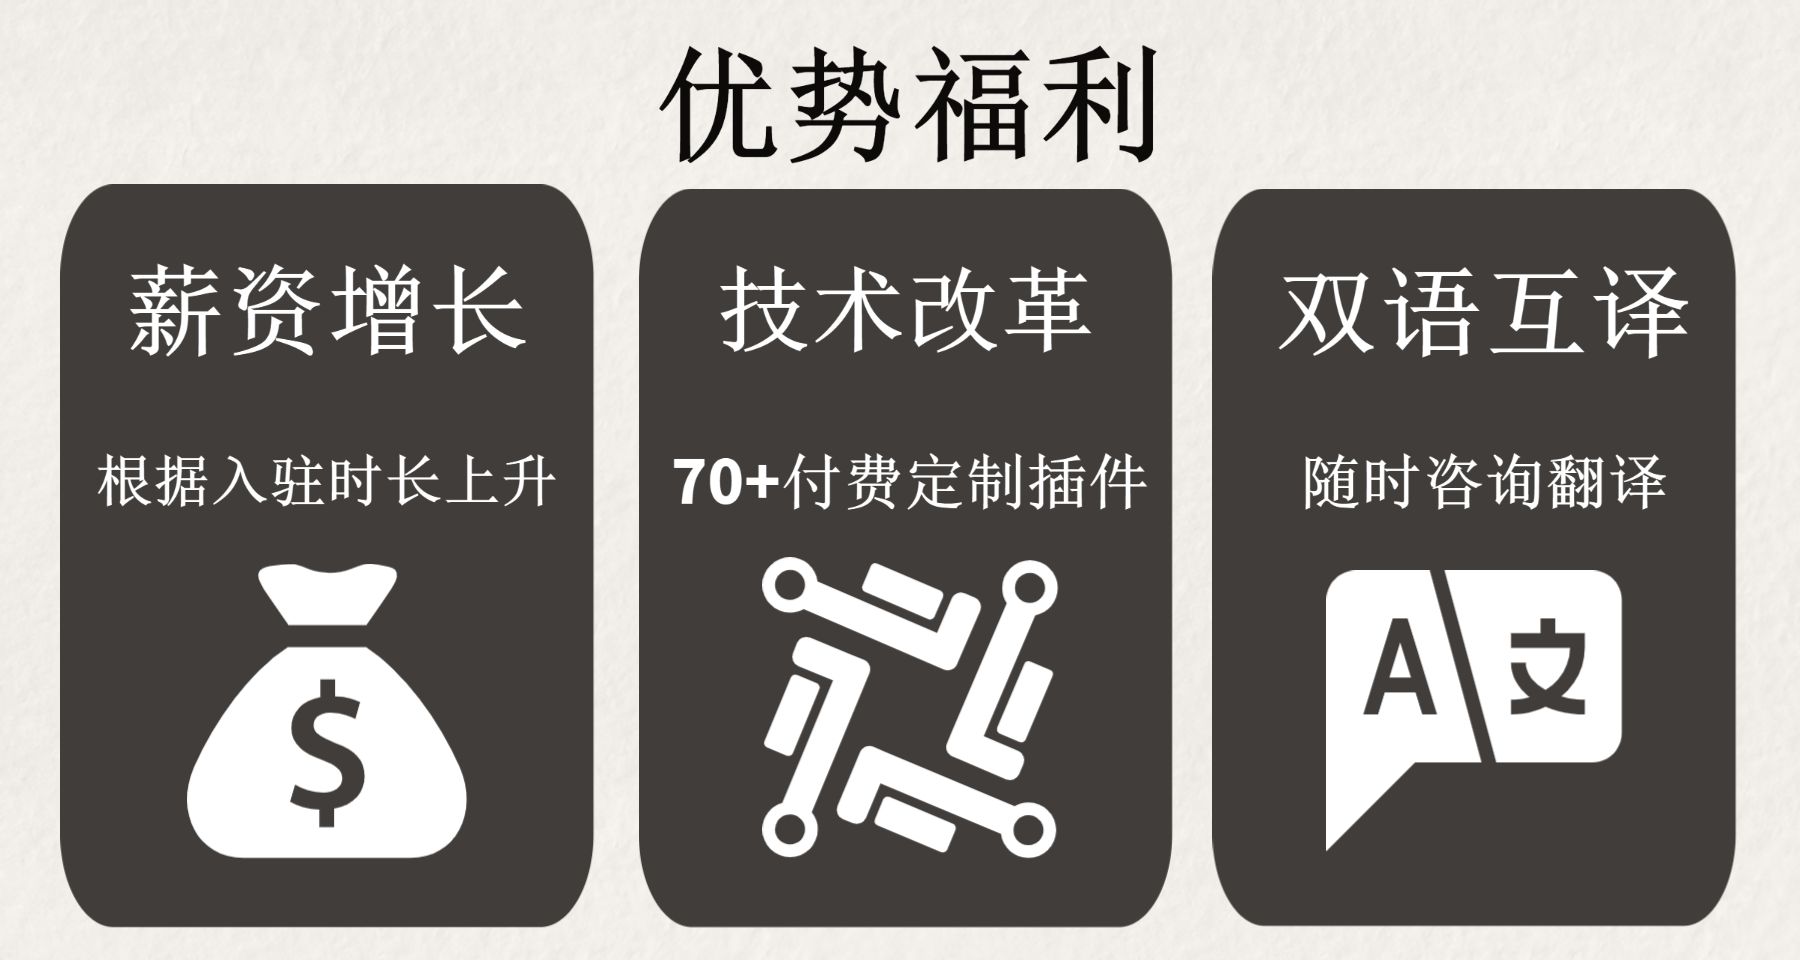 优势福利
薪资增长
根据入驻时长上升
$
技术改革
70+付费定制插件
双语互译
随时咨询翻译
A 文